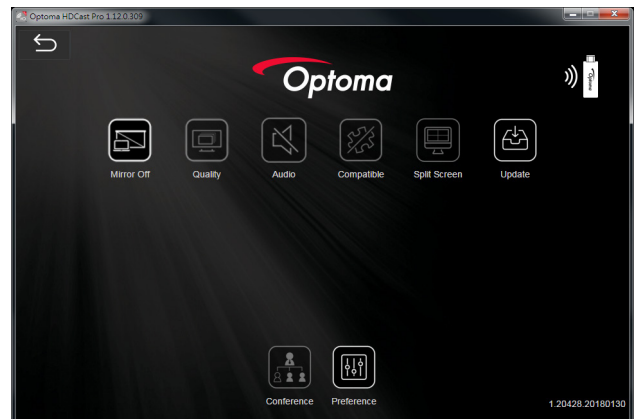 Optoma HDCast Pro 1.12.0.309
Optoma
Optoma
Mirror Off
Quality
Audio
Compatible
Split Screen
Update
Conference
Preference
1.20428.20180130